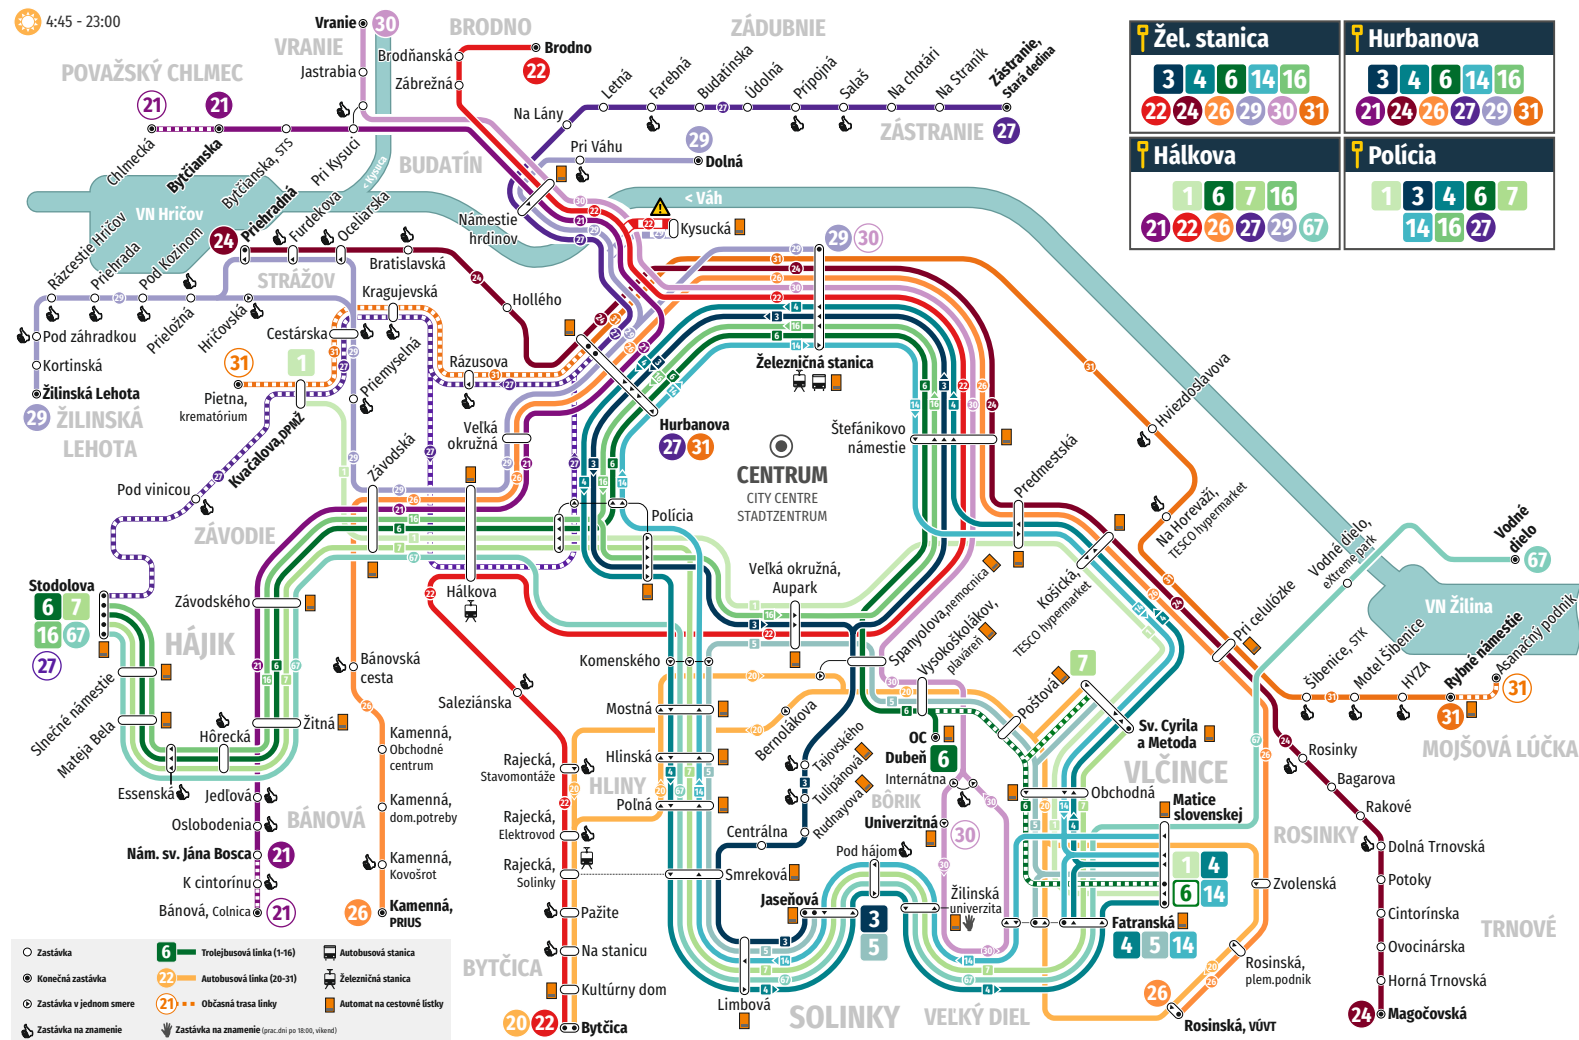 4:45 - 23:00
Vranie
30
VRANIE
Jastrabia
BRODNO
Brodňanská
Brodno
22
Zábrežná
ZÁDUBNIE
Letná
Farebná
Budatínska
Údolná
Prípojná
Salaš
Na chotári
Na Straník
Zástranie,
Stará dedina
27
Na Lány
ZÁSTRANIE
27
POVAŽSKÝ CHLMEC
21
21
Chlmecká
Bytčianska
Bytčianska, STS
Pri Kysuci
BUDATÍN
< Kysuca
Pri Váhu
29
Dolná
Námestie
hrdinov
< Váh
22
29
Kysucká
Žel. stanica
3 4 6 14 16
22 24 26 29 30 31
Hurbanova
3 4 6 14 16
21 24 26 27 29 31
Hálkova
1 6 7 16
21 22 26 27 29 67
Polícia
1 3 4 6 7
14 16 27
VN Hričov
Rázcestie Hričov
Priehrada
Pod Kozinom
Prieložná
Hričovská
24
Priehradná
Furdekova
Oceliarska
Bratislavská
Hollého
STRÁŽOV
Pod záhradkou
Kortinská
Žilinská Lehota
29
ŽILINSKÁ
LEHOTA
Kragujevská
Cestárska
Priemyselná
Rázusova
31
Pietna,
krematórium
1
Kvačalova, DPMŽ
Pod vinicou
ZÁVODIE
Závodská
Veľká
okružná
29 30
Železničná stanica
Hurbanova
27 31
CENTRUM
CITY CENTRE
STADTZENTRUM
Štefánikovo
námestie
Predmestská
Hviezdoslavova
Na Horevaží,
TESCO hypermarket
Košická,
TESCO hypermarket
Vodné dielo,
eXtreme park
Vodné
dielo
67
VN Žilina
Pri celulózke
Šibenice, STK
Motel Šibenice
HYZA
Rybné námestie
31
Asanačný podnik
31
MOJŠOVÁ LÚČKA
Stodolova
6 7
16 67
27
HÁJIK
Závodského
Slnečné námestie
Mateja Bela
Hôrecká
Essenská
Žitná
Jedľová
Oslobodenia
Nám. sv. Jána Bosca
21
K cintorínu
Bánová, Colnica
21
BÁNOVÁ
Bánovská
cesta
Kamenná,
Obchodné
centrum
Kamenná,
dom.potreby
Kamenná,
Kovošrot
26
Kamenná,
PRIUS
Polícia
Hálkova
Saleziánska
Veľká okružná,
Aupark
Komenského
Mostná
Hlinská
Poľná
HLINY
Rajecká,
Stavomontáže
Rajecká,
Elektrovod
Rajecká,
Solinky
Pažite
Na stanicu
Kultúrny dom
BYTČICA
20 22
Bytčica
Spanyolova, nemocnica
Vysokoškolákov,
plaváreň
Bernolákova
Tajovského
Tulipánová
Rudnayova
Centrálna
Smreková
OC
Dubeň
6
Internátna
BÔRIK
Univerzitná
30
Pod hájom
Žilinská
univerzita
Jaseňová
3
5
Limbová
SOLINKY
VEĽKÝ DIEL
Poštová
7
Sv. Cyrila
a Metoda
VLČINCE
Obchodná
Matice
slovenskej
1 4
6 14
Fatranská
4 5 14
Zvolenská
Rosinská,
plem.podnik
26
Rosinská, VÚVT
ROSINKY
Rosinky
Bagarova
Rakové
Dolná Trnovská
Potoky
Cintorínska
Ovocinárska
Horná Trnovská
24
Magočovská
TRNOVÉ
Zastávka
Konečná zastávka
Zastávka v jednom smere
Zastávka na znamenie
6 Trolejbusová linka (1-16)
22 Autobusová linka (20-31)
21 Občasná trasa linky
Zastávka na znamenie (prac.dni po 18:00, víkend)
Autobusová stanica
Železničná stanica
Automat na cestovné lístky